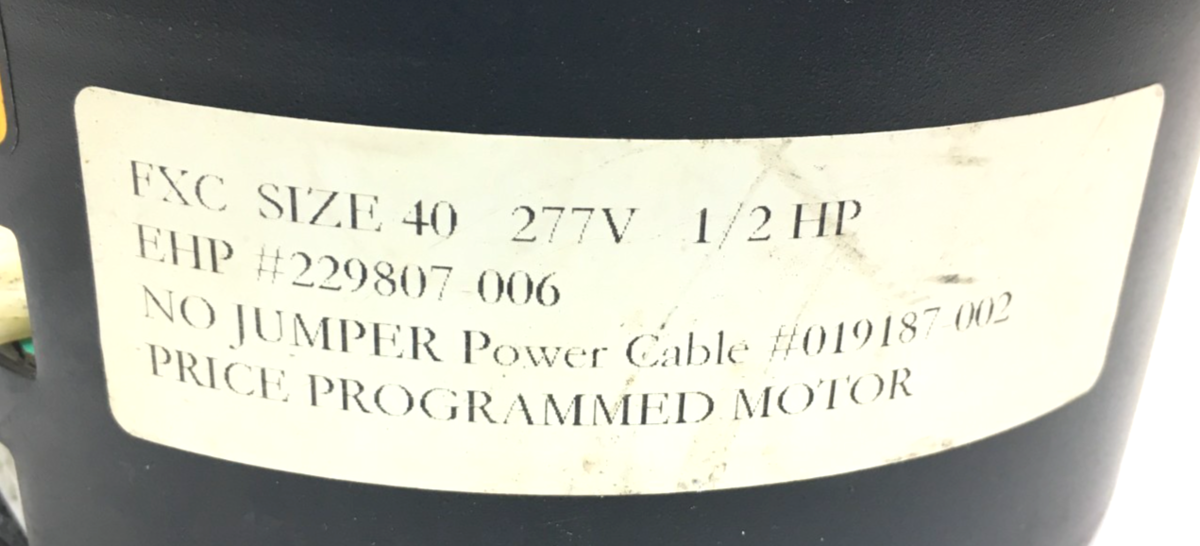 FXC SIZE 40 277V 1/2 HP
EHP #229807-006
NO JUMPER Power Cable #019187-002
PRICE PROGRAMMED MOTOR